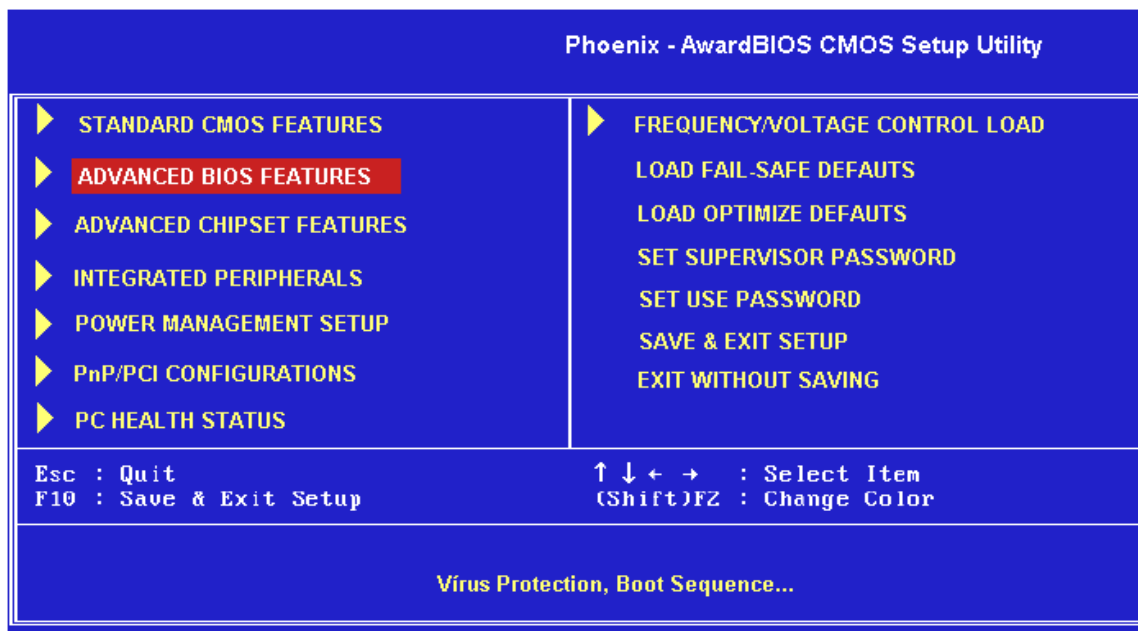 Phoenix - AwardBIOS CMOS Setup Utility
STANDARD CMOS FEATURES
ADVANCED BIOS FEATURES
ADVANCED CHIPSET FEATURES
INTEGRATED PERIPHERALS
POWER MANAGEMENT SETUP
PnP/PCI CONFIGURATIONS
PC HEALTH STATUS
FREQUENCY/VOLTAGE CONTROL LOAD
LOAD FAIL-SAFE DEFAUTS
LOAD OPTIMIZE DEFAUTS
SET SUPERVISOR PASSWORD
SET USE PASSWORD
SAVE & EXIT SETUP
EXIT WITHOUT SAVING
Esc : Quit
F10 : Save & Exit Setup
↑ ↓ ← → : Select Item
(Shift)F2 : Change Color
Vírus Protection, Boot Sequence...